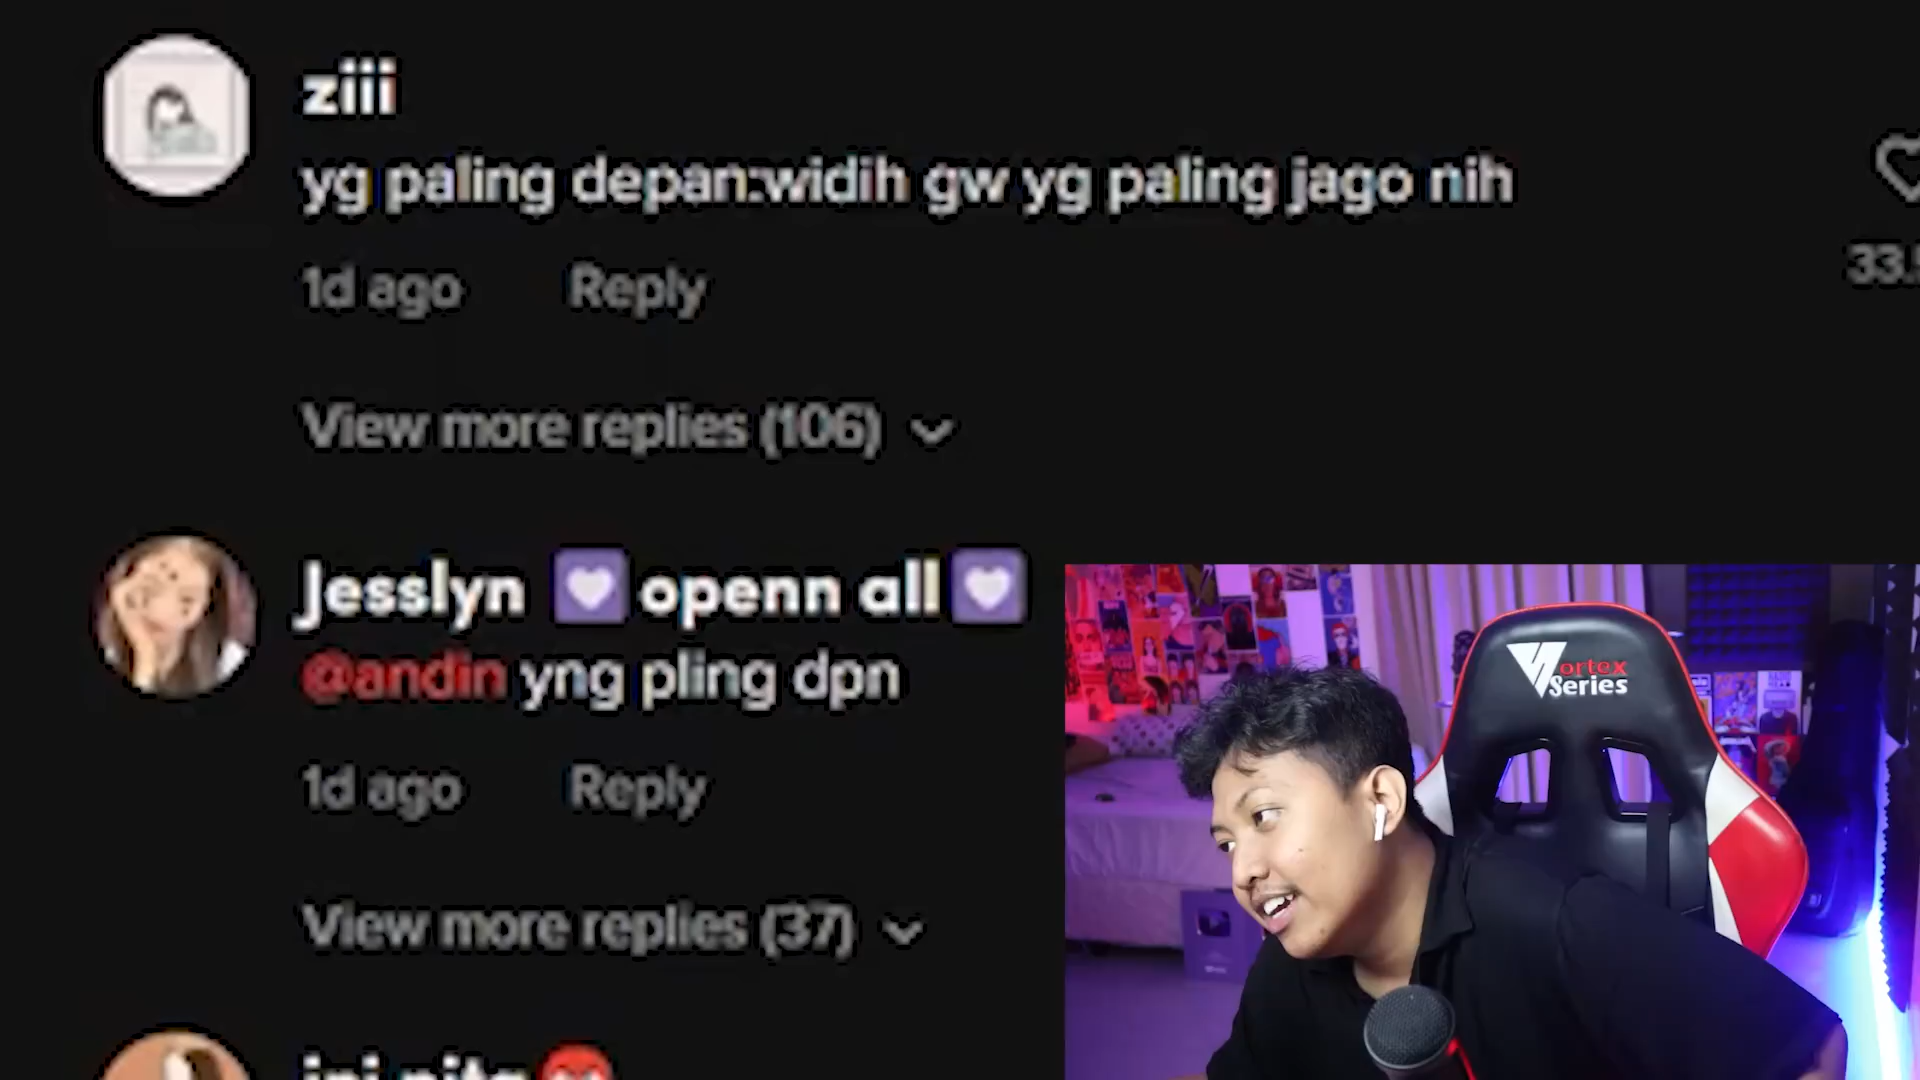 ziii
yg paling depan:widih gw yg paling jago nih
1d ago Reply
View more replies (106)
Jesslyn 💟openn all💟
@andin yng pling dpn
1d ago Reply
View more replies (37)
Vortex
Series